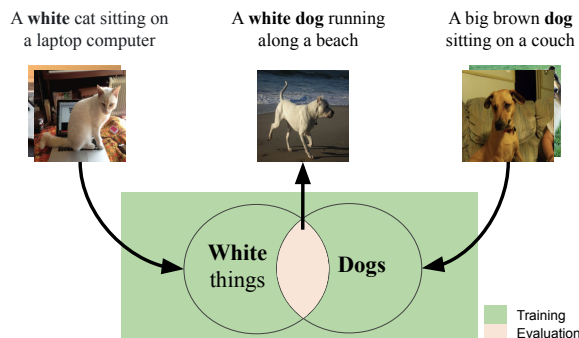 A white cat sitting on
a laptop computer
A white dog running
along a beach
A big brown dog
sitting on a couch
White
things
Dogs
Training
Evaluation